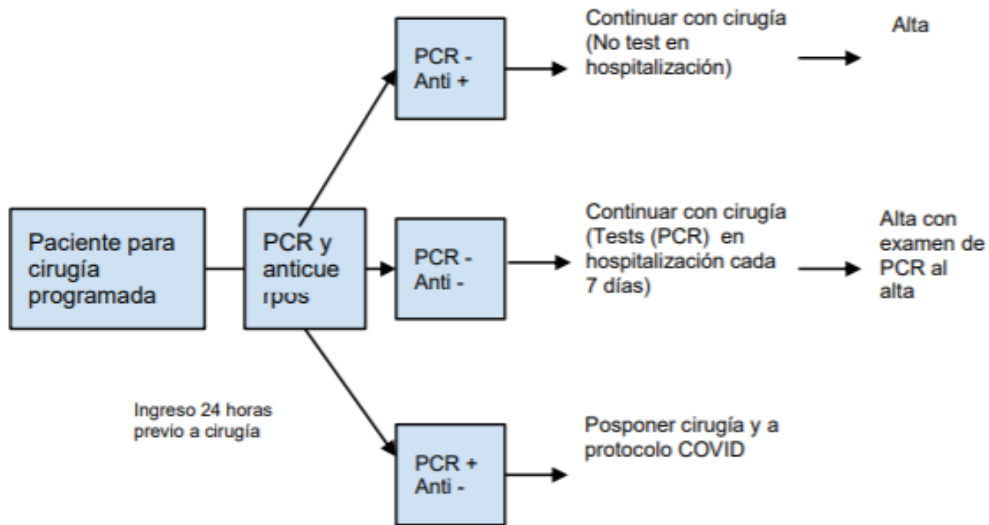 Paciente para
cirugía
programada
Ingreso 24 horas
previo a cirugía
PCR y
anticue
rpos
PCR -
Anti +
Continuar con cirugía
(No test en
hospitalización)
Alta
PCR -
Anti -
Continuar con cirugía
(Tests (PCR) en
hospitalización cada
7 días)
Alta con
examen de
PCR al
alta
PCR +
Anti -
Posponer cirugía y a
protocolo COVID